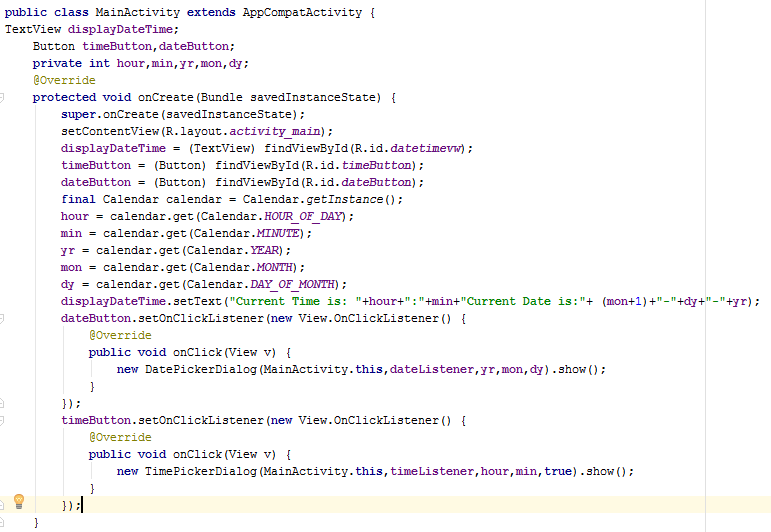 public class MainActivity extends AppCompatActivity {
TextView displayDateTime;
    Button timeButton,dateButton;
    private int hour,min,yr,mon,dy;
    @Override
    protected void onCreate(Bundle savedInstanceState) {
        super.onCreate(savedInstanceState);
        setContentView(R.layout.activity_main);
        displayDateTime = (TextView) findViewById(R.id.datetimevw);
        timeButton = (Button) findViewById(R.id.timeButton);
        dateButton = (Button) findViewById(R.id.dateButton);
        final Calendar calendar = Calendar.getInstance();
        hour = calendar.get(Calendar.HOUR_OF_DAY);
        min = calendar.get(Calendar.MINUTE);
        yr = calendar.get(Calendar.YEAR);
        mon = calendar.get(Calendar.MONTH);
        dy = calendar.get(Calendar.DAY_OF_MONTH);
        displayDateTime.setText("Current Time is: "+hour+":"+min+"Current Date is:"+ (mon+1)+"-"+dy+"-"+yr);
        dateButton.setOnClickListener(new View.OnClickListener() {
            @Override
            public void onClick(View v) {
                new DatePickerDialog(MainActivity.this,dateListener,yr,mon,dy).show();
            }
        });
        timeButton.setOnClickListener(new View.OnClickListener() {
            @Override
            public void onClick(View v) {
                new TimePickerDialog(MainActivity.this,timeListener,hour,min,true).show();
            }
        });
    }